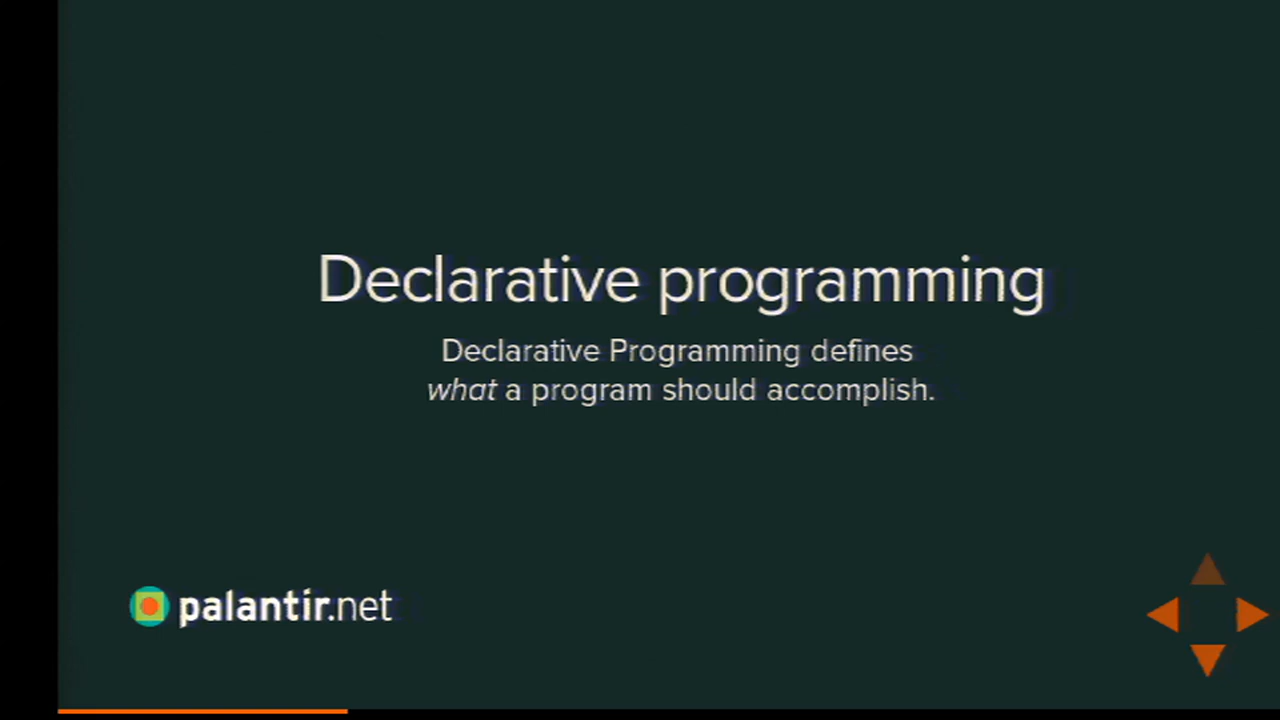 Declarative programming
Declarative Programming defines
what a program should accomplish.
palantir.net